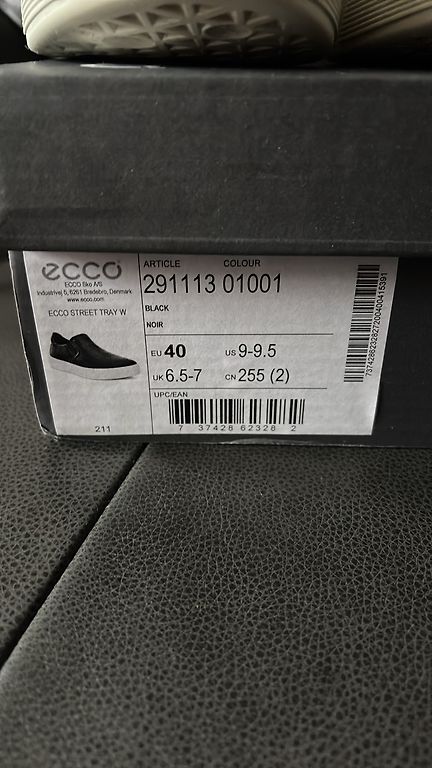 ecco
ECCO Sko A/S
Industrivej 5, 6261 Bredebro, Denmark
www.ecco.com
ECCO STREET TRAY W
211
ARTICLE COLOUR
291113 01001
BLACK
NOIR
EU 40 US 9-9.5
UK 6.5-7 CN 255 (2)
UPC/EAN
7 37428 62328 2
737428623282720040041539​1